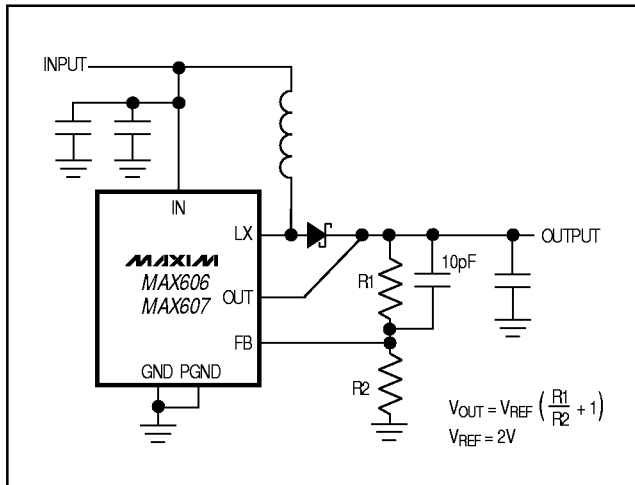 INPUT
IN
LX
MAXIM
MAX606
MAX607
OUT
FB
GND PGND
OUTPUT
R1
10pF
R2
VOUT = VREF ( R1/R2 + 1 )
VREF = 2V